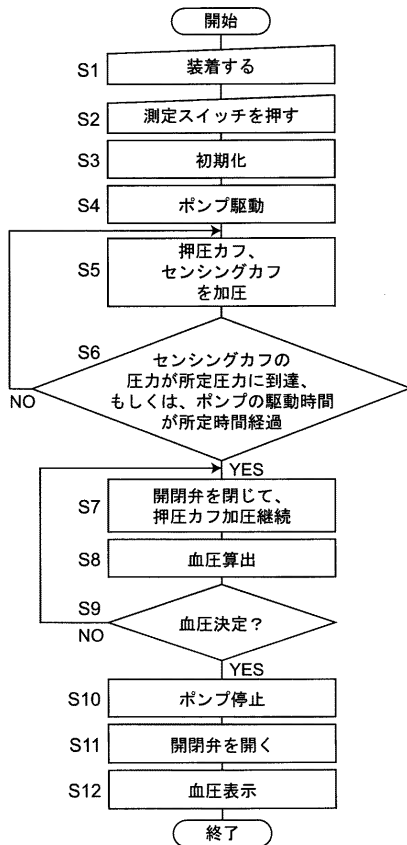 開始
S1
装着する
S2
測定スイッチを押す
S3
初期化
S4
ポンプ駆動
S5
押圧カフ、
センシングカフ
を加圧
S6
センシングカフの
圧力が所定圧力に到達、
もしくは、ポンプの駆動時間
が所定時間経過
NO
YES
S7
開閉弁を閉じて、
押圧カフ加圧継続
S8
血圧算出
S9
血圧決定？
NO
YES
S10
ポンプ停止
S11
開閉弁を開く
S12
血圧表示
終了